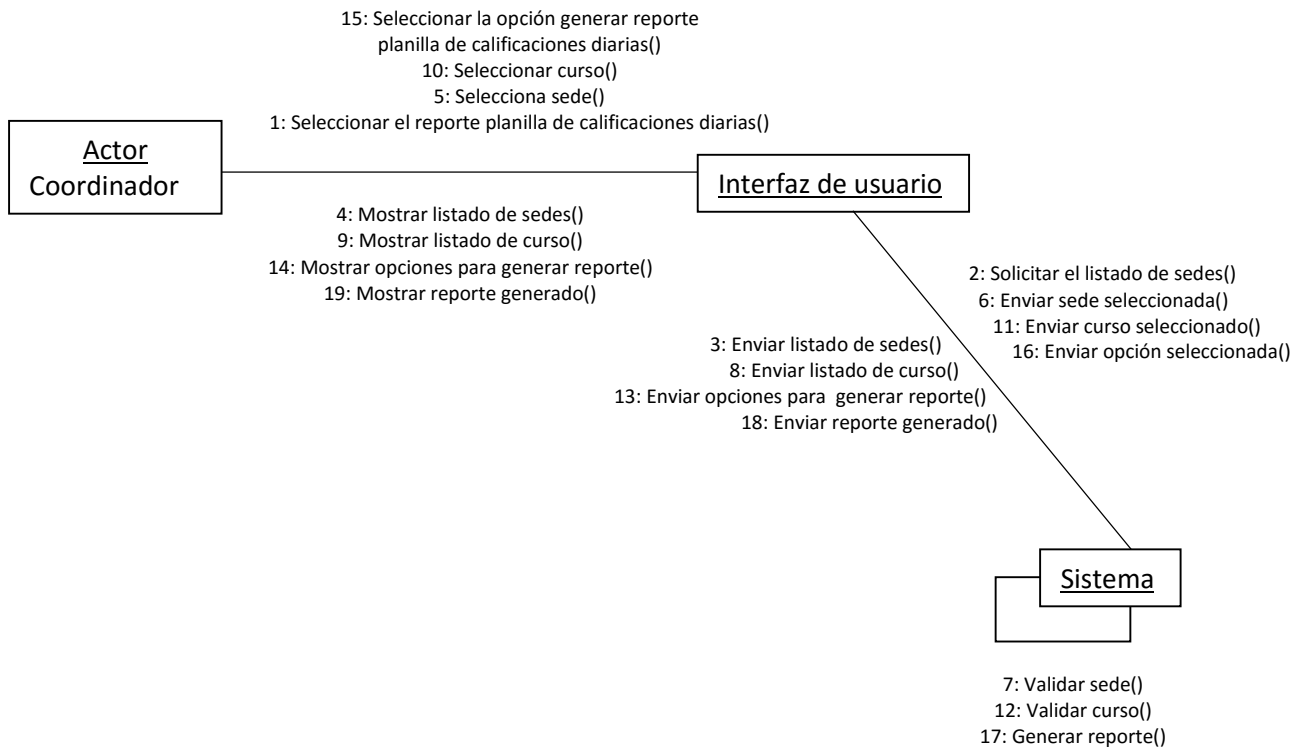 15: Seleccionar la opción generar reporte
planilla de calificaciones diarias()
10: Seleccionar curso()
5: Selecciona sede()
1: Seleccionar el reporte planilla de calificaciones diarias()
Actor
Coordinador
Interfaz de usuario
4: Mostrar listado de sedes()
9: Mostrar listado de curso()
14: Mostrar opciones para generar reporte()
19: Mostrar reporte generado()
2: Solicitar el listado de sedes()
6: Enviar sede seleccionada()
11: Enviar curso seleccionado()
16: Enviar opción seleccionada()
3: Enviar listado de sedes()
8: Enviar listado de curso()
13: Enviar opciones para  generar reporte()
18: Enviar reporte generado()
Sistema
7: Validar sede()
12: Validar curso()
17: Generar reporte()